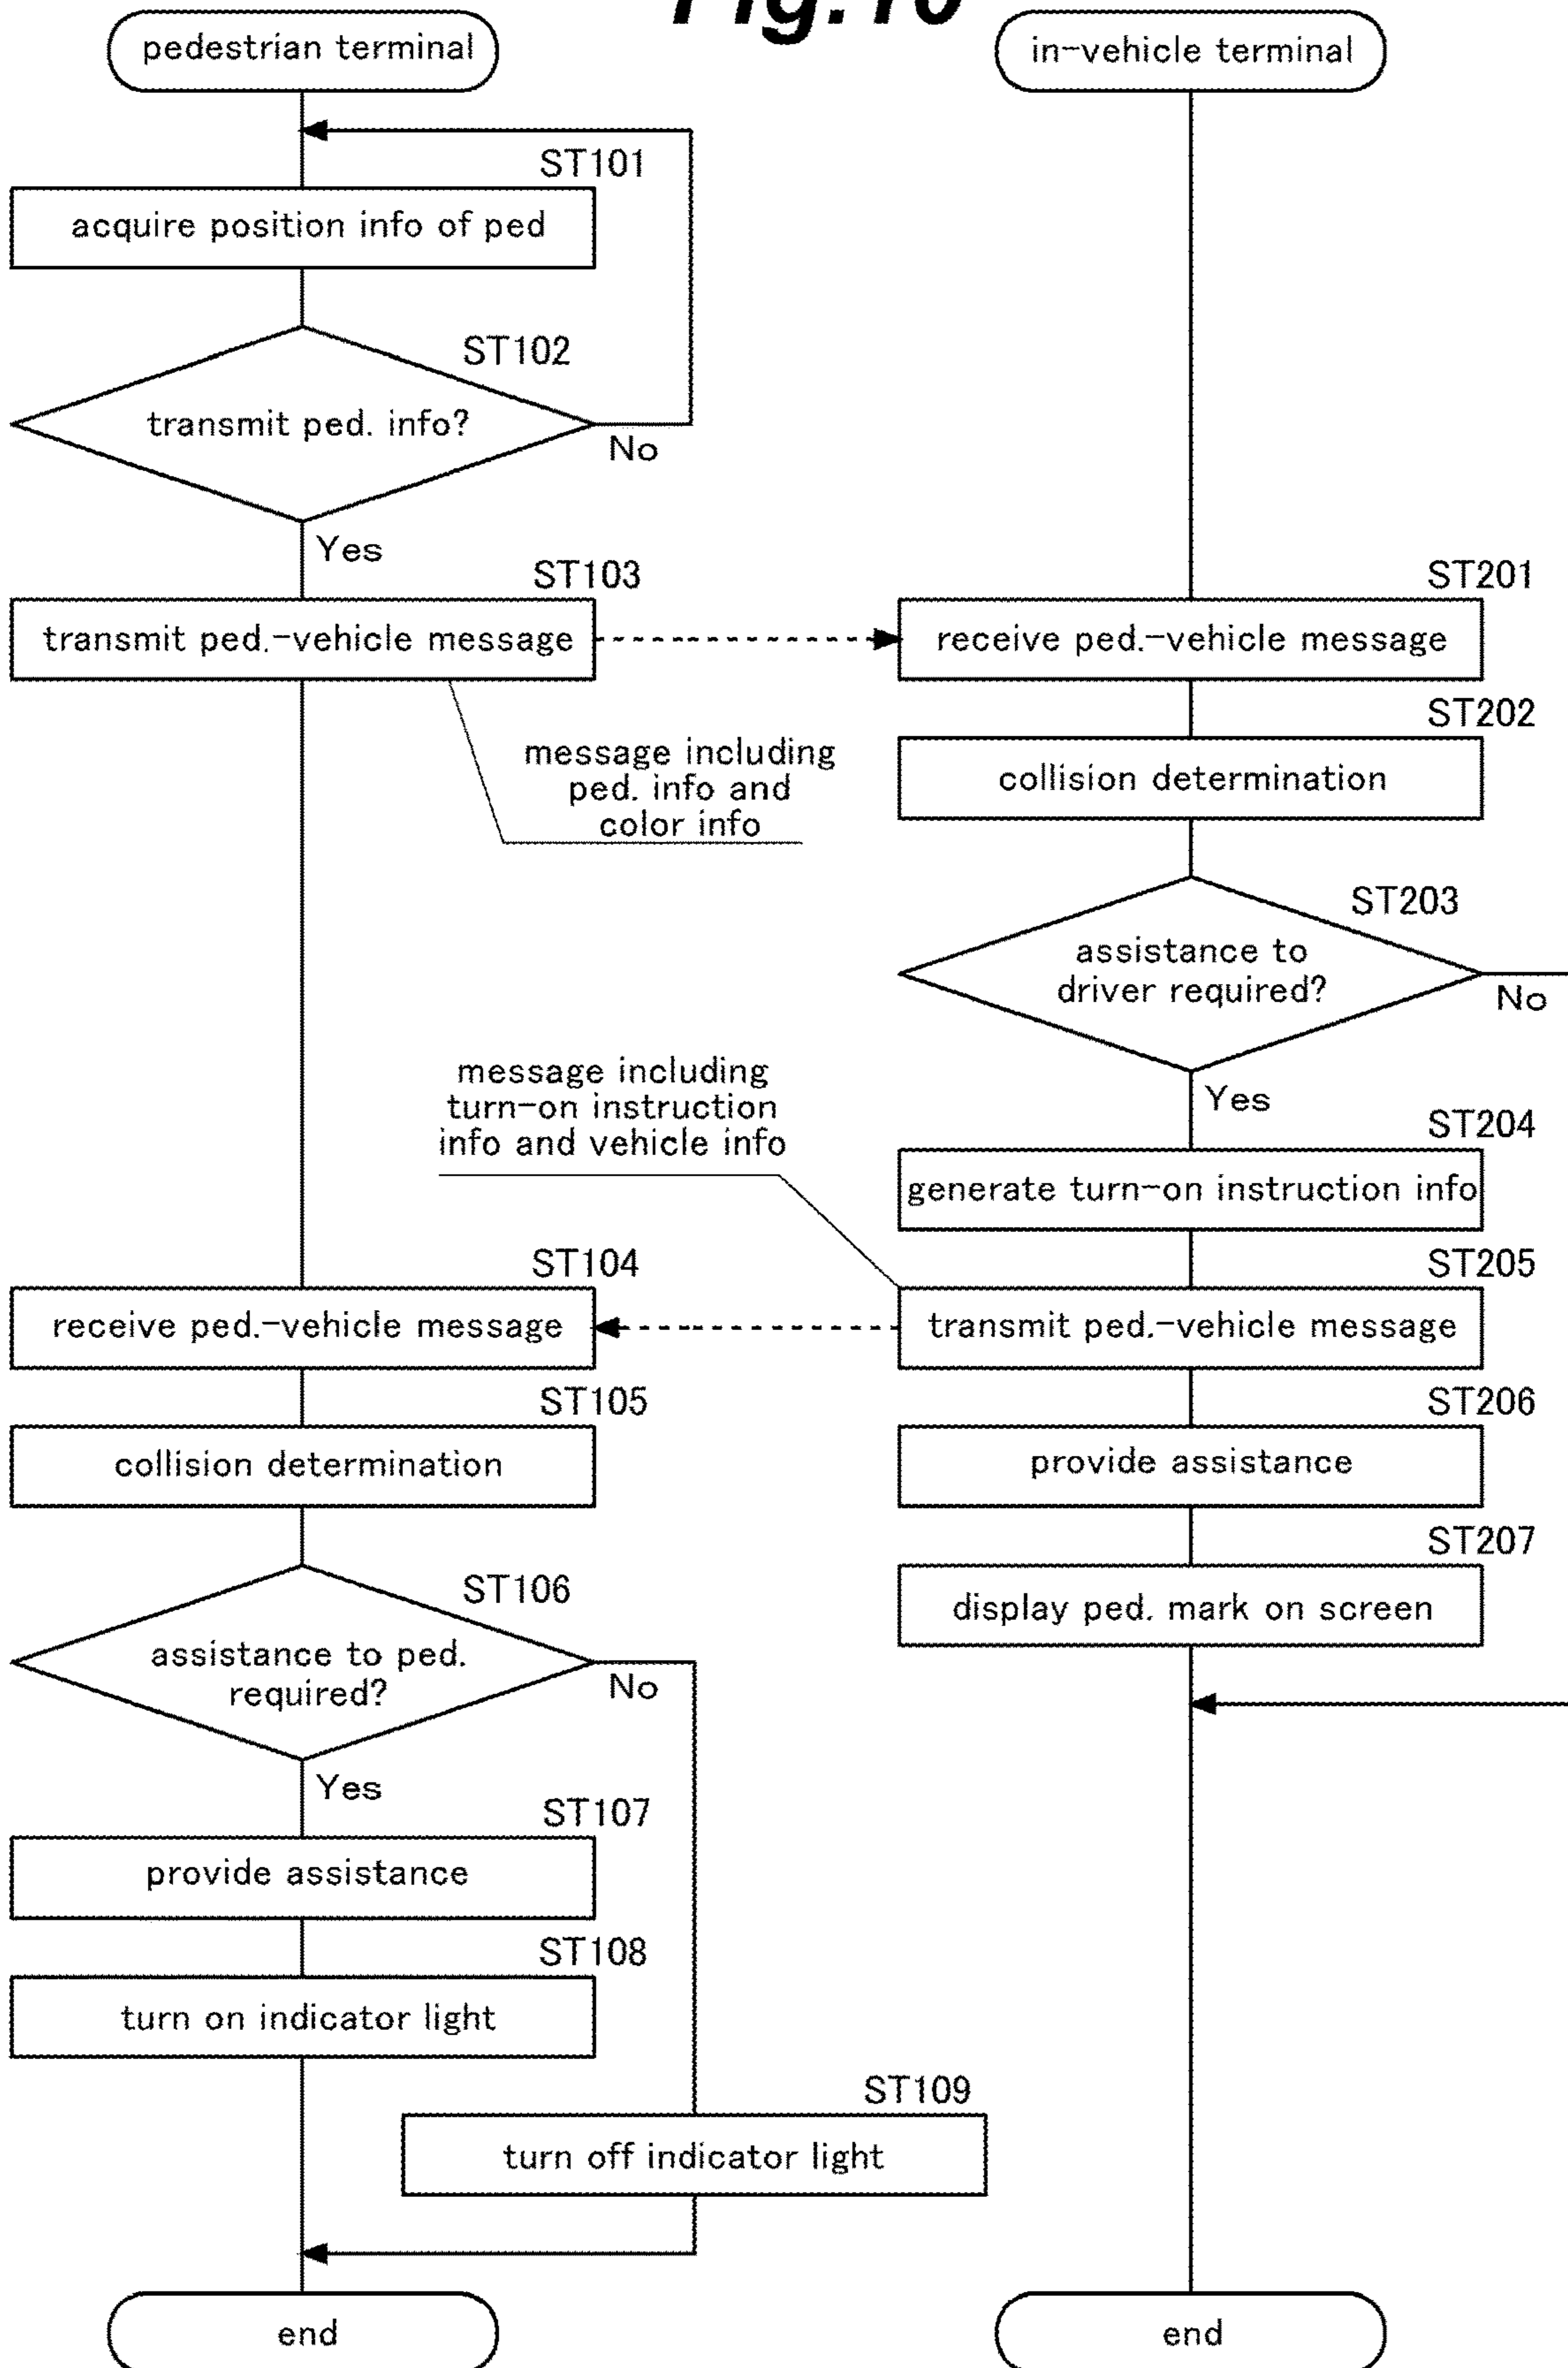 Fig.10
pedestrian terminal
in-vehicle terminal
ST101
acquire position info of ped
ST102
transmit ped. info?
No
Yes
ST103
transmit ped.-vehicle message
ST201
receive ped.-vehicle message
message including
ped. info and
color info
ST202
collision determination
ST203
assistance to
driver required?
No
Yes
message including
turn-on instruction
info and vehicle info
ST204
generate turn-on instruction info
ST104
receive ped.-vehicle message
ST205
transmit ped.-vehicle message
ST105
collision determination
ST206
provide assistance
ST106
assistance to ped.
required?
No
Yes
ST207
display ped. mark on screen
ST107
provide assistance
ST108
turn on indicator light
ST109
turn off indicator light
end
end